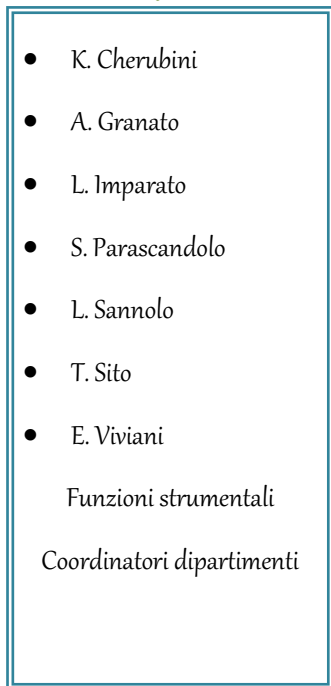 • K. Cherubini
• A. Granato
• L. Imparato
• S. Parascandolo
• L. Sannolo
• T. Sito
• E. Viviani
Funzioni strumentali
Coordinatori dipartimenti